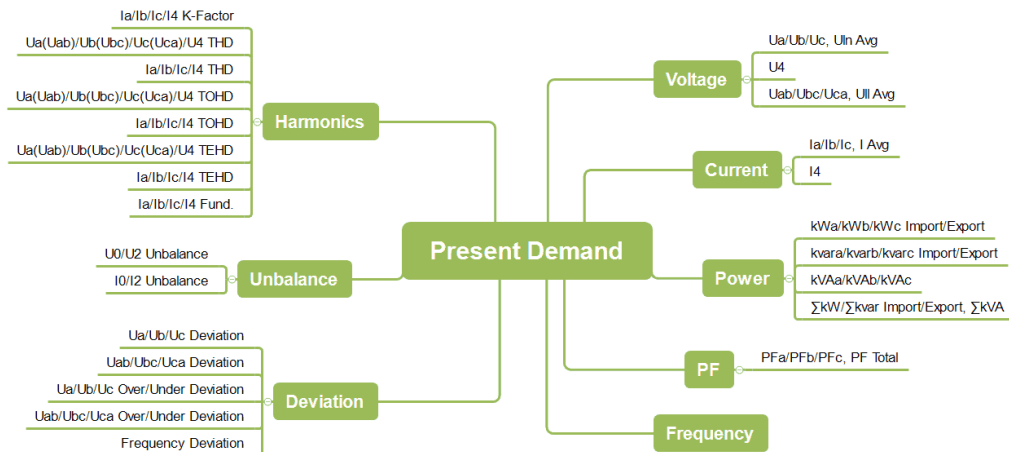 Ia/Ib/Ic/I4 K-Factor
Ua(Uab)/Ub(Ubc)/Uc(Uca)/U4 THD
Ia/Ib/Ic/I4 THD
Ua(Uab)/Ub(Ubc)/Uc(Uca)/U4 TOHD
Ia/Ib/Ic/I4 TOHD
Ua(Uab)/Ub(Ubc)/Uc(Uca)/U4 TEHD
Ia/Ib/Ic/I4 TEHD
Ia/Ib/Ic/I4 Fund.
Harmonics
U0/U2 Unbalance
I0/I2 Unbalance
Unbalance
Ua/Ub/Uc Deviation
Uab/Ubc/Uca Deviation
Ua/Ub/Uc Over/Under Deviation
Uab/Ubc/Uca Over/Under Deviation
Frequency Deviation
Deviation
Present Demand
Voltage
Ua/Ub/Uc, Uln Avg
U4
Uab/Ubc/Uca, Ull Avg
Current
Ia/Ib/Ic, I Avg
I4
Power
kWa/kWb/kWc Import/Export
kvara/kvarb/kvarc Import/Export
kVAa/kVAb/kVAc
∑kW/∑kvar Import/Export, ∑kVA
PF
PFa/PFb/PFc, PF Total
Frequency